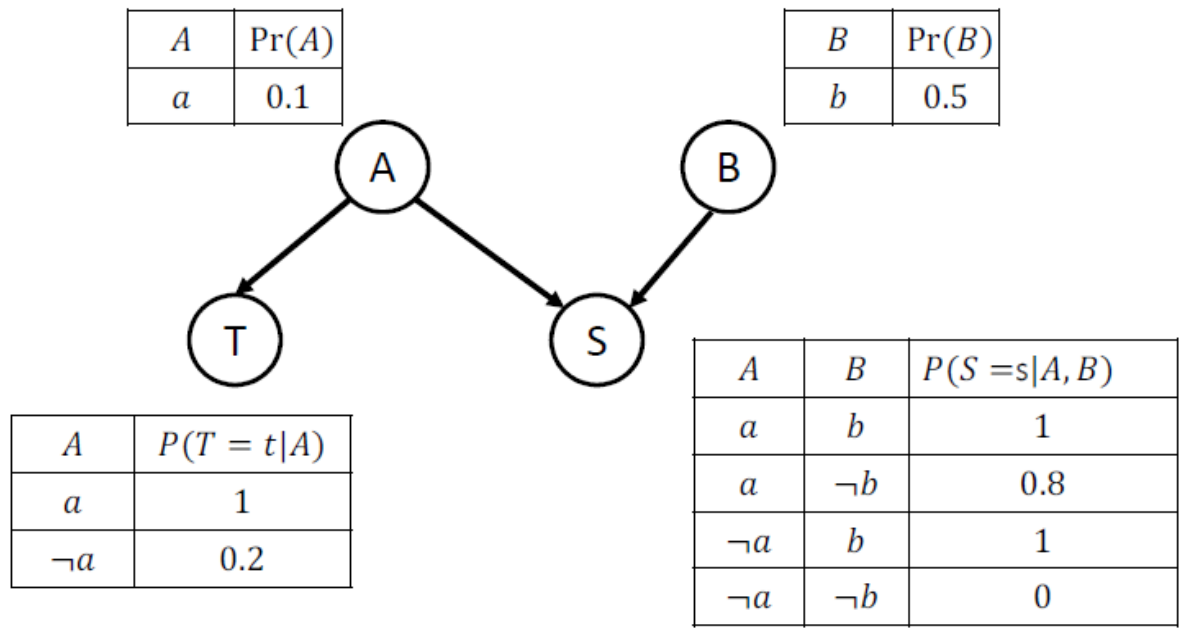 A Pr(A)
a 0.1
B Pr(B)
b 0.5
A
B
T
S
A P(T = t|A)
a 1
¬a 0.2
A B P(S =s|A, B)
a b 1
a ¬b 0.8
¬a b 1
¬a ¬b 0